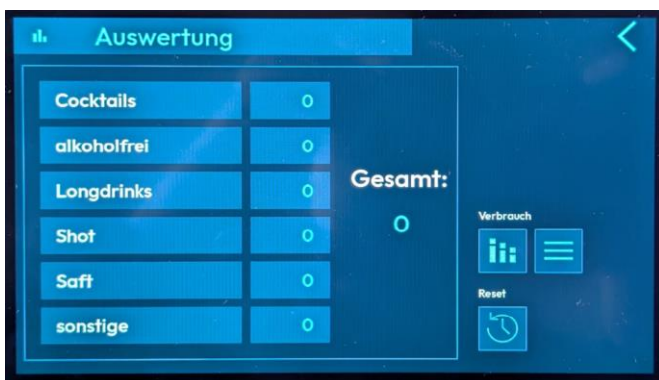 Auswertung
Cocktails 0
alkoholfrei 0
Longdrinks 0
Shot 0
Saft 0
sonstige 0
Gesamt:
0
Verbrauch
Reset